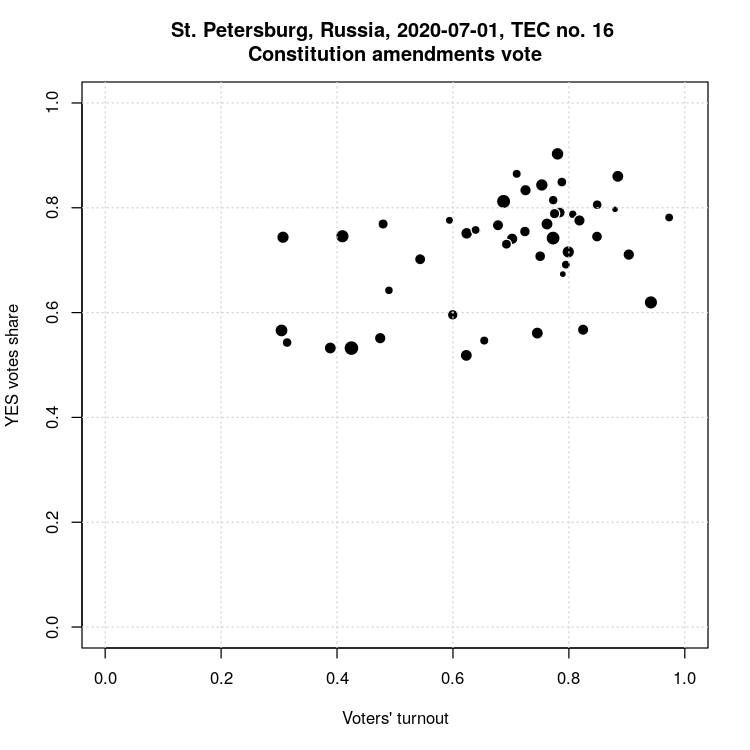 St. Petersburg, Russia, 2020-07-01, TEC no. 16
Constitution amendments vote
YES votes share
1.0
0.8
0.6
0.4
0.2
0.0
0.0 0.2 0.4 0.6 0.8 1.0
Voters' turnout